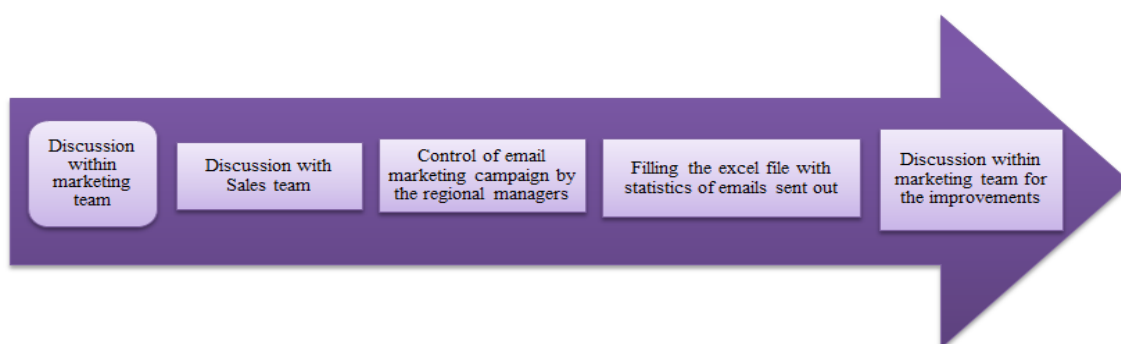 Discussion
within
marketing
team
Discussion with
Sales team
Control of email
marketing campaign by
the regional managers
Filling the excel file with
statistics of emails sent out
Discussion within
marketing team for
the improvements